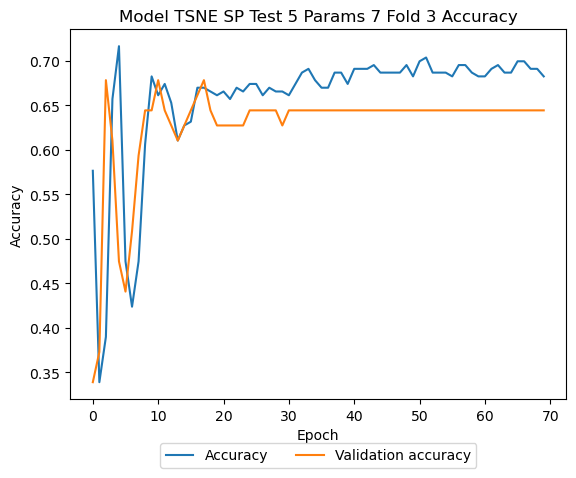 Model TSNE SP Test 5 Params 7 Fold 3 Accuracy
0.70
0.65
0.60
0.55
0.50
0.45
0.40
0.35
Accuracy
0 10 20 30 40 50 60 70
Epoch
Accuracy Validation accuracy